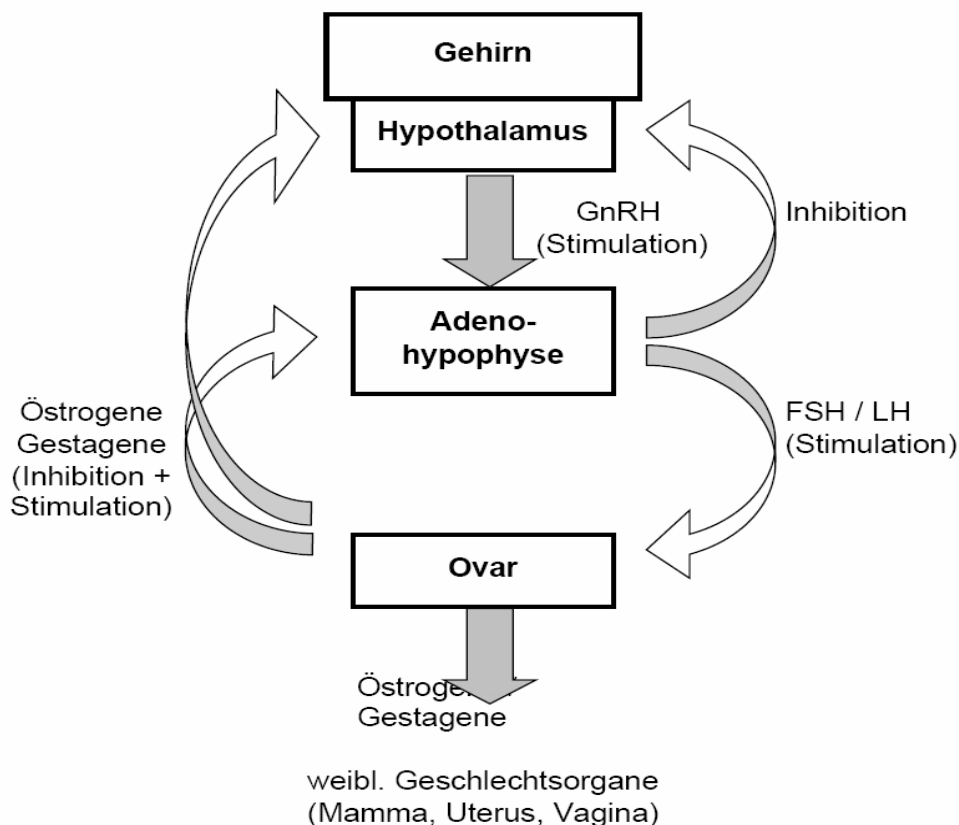 Gehirn
Hypothalamus
GnRH
(Stimulation)
Inhibition
Adeno-
hypophyse
Östrogene
Gestagene
(Inhibition +
Stimulation)
FSH / LH
(Stimulation)
Ovar
Gestagene
weibl. Geschlechtsorgane
(Mamma, Uterus, Vagina)